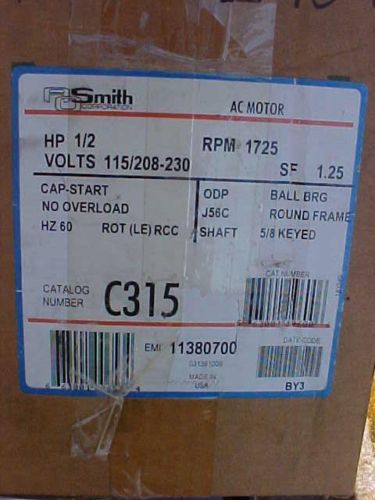 AO Smith
CORPORATION
AC MOTOR
HP 1/2 RPM 1725
VOLTS 115/208-230 SF 1.25
CAP-START ODP BALL BRG
NO OVERLOAD J56C ROUND FRAME
HZ 60 ROT (LE) RCC SHAFT 5/8 KEYED
CAT NUMBER
CATALOG
NUMBER C315
EMI 11380700
DATE-CODE
MADE IN
USA
BY3